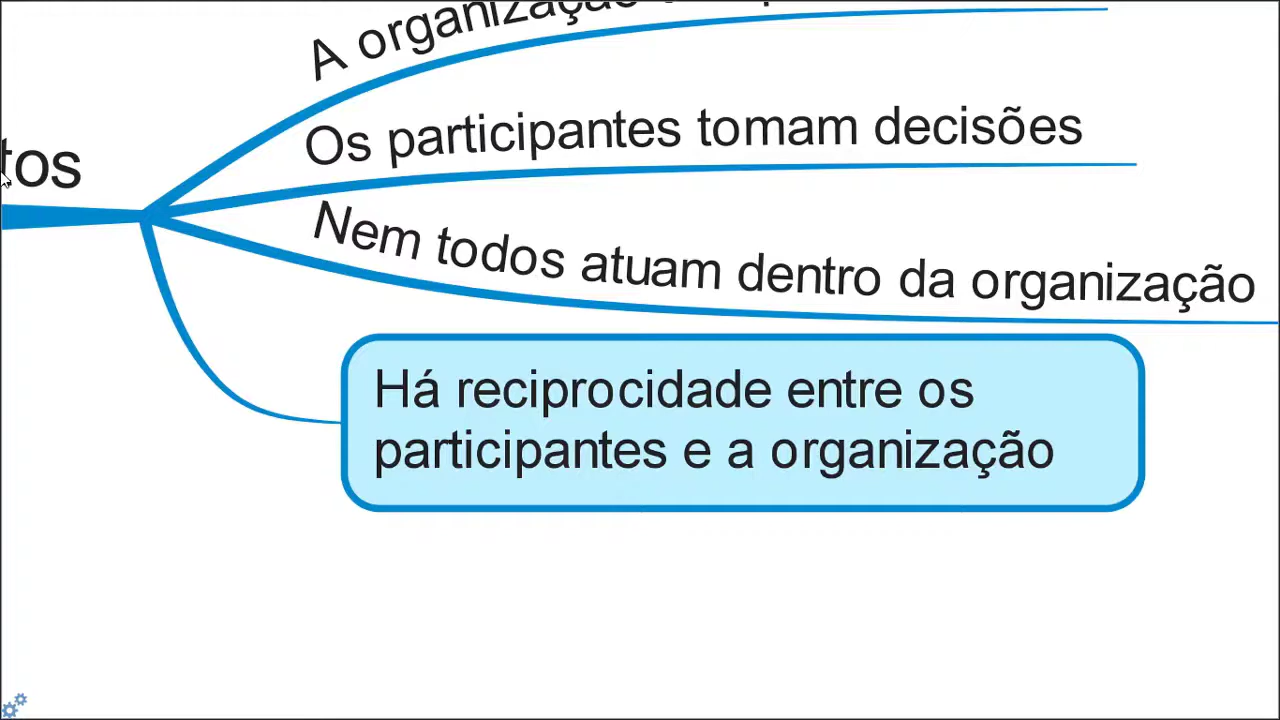 A organização
tos
Os participantes tomam decisões
Nem todos atuam dentro da organização
Há reciprocidade entre os
participantes e a organização